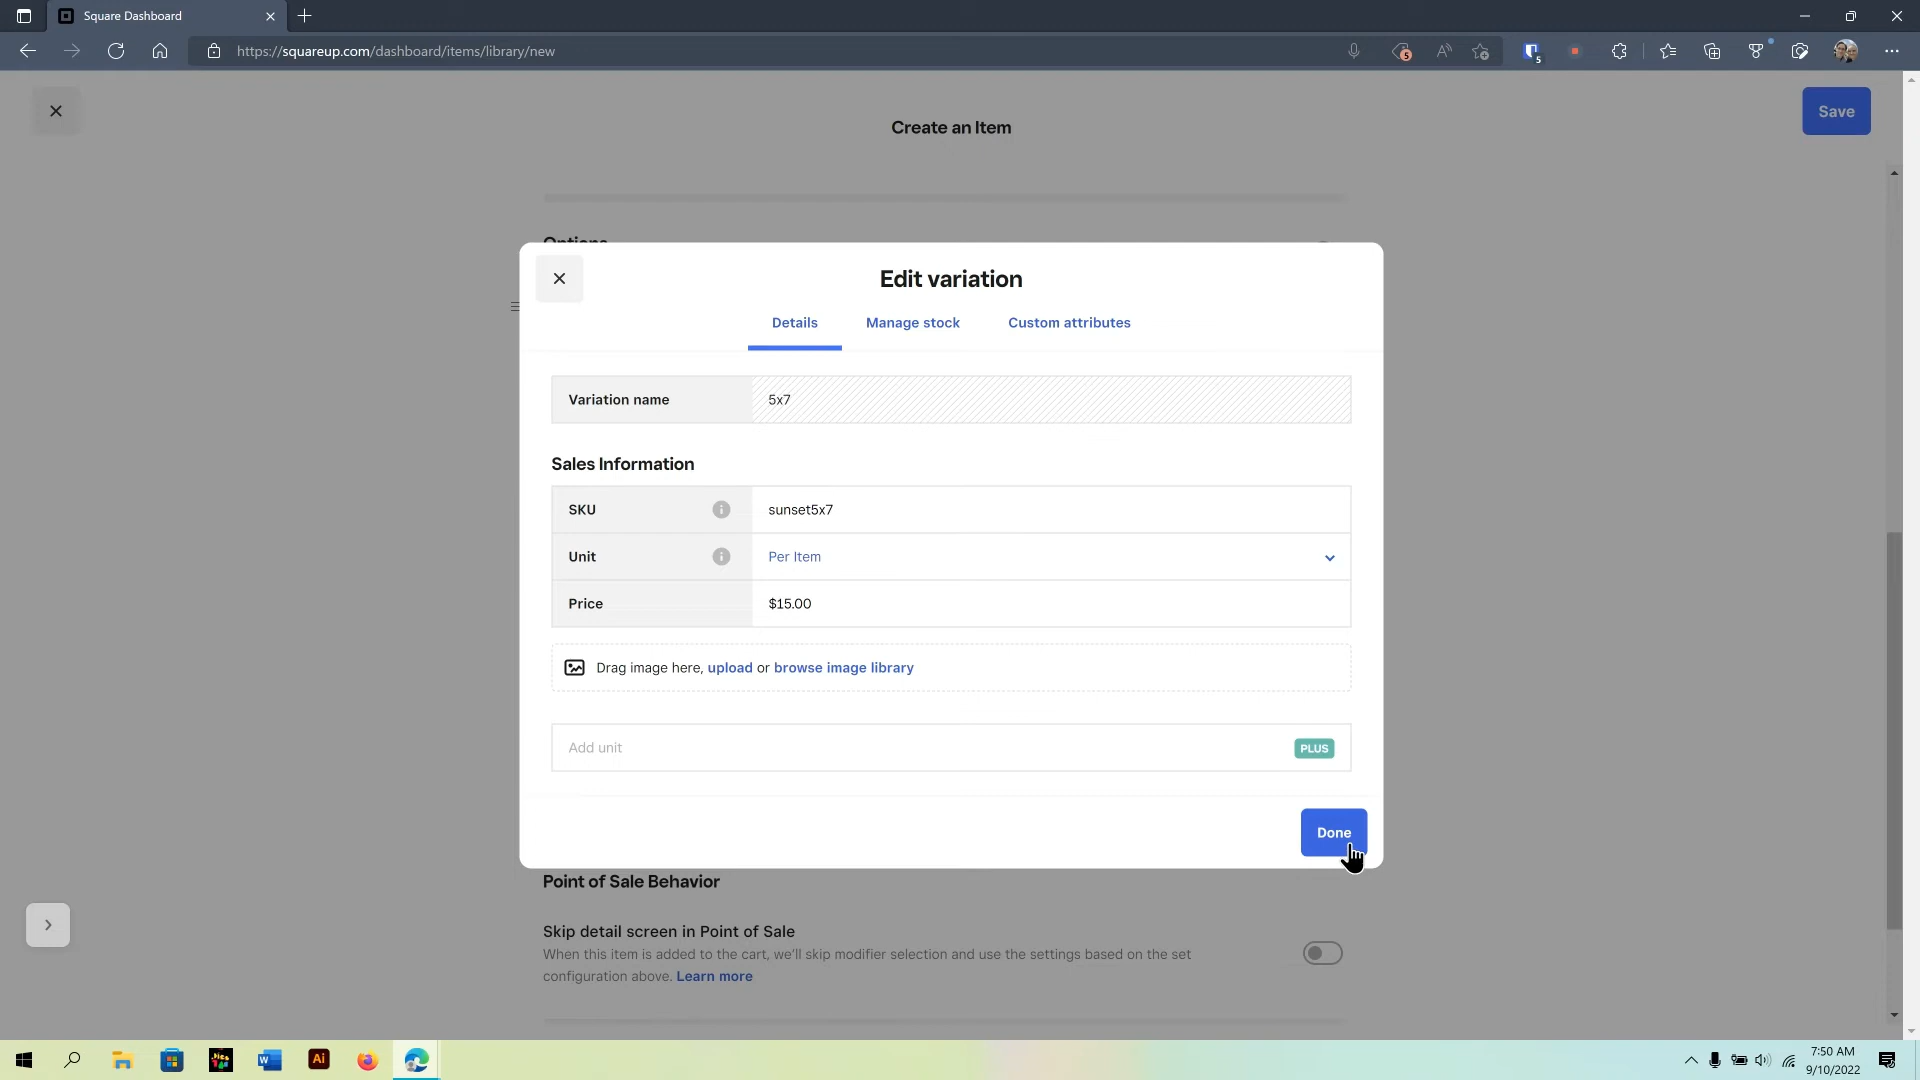 Square Dashboard
https://squareup.com/dashboard/items/library/new
5
5
Save
Create an Item
Options
Edit variation
Details Manage stock Custom attributes
Variation name 5x7
Sales Information
SKU sunset5x7
Unit Per Item
Price $15.00
Drag image here, upload or browse image library
Add unit PLUS
Done
Point of Sale Behavior
Skip detail screen in Point of Sale
When this item is added to the cart, we'll skip modifier selection and use the settings based on the set
configuration above. Learn more
7:50 AM
9/10/2022